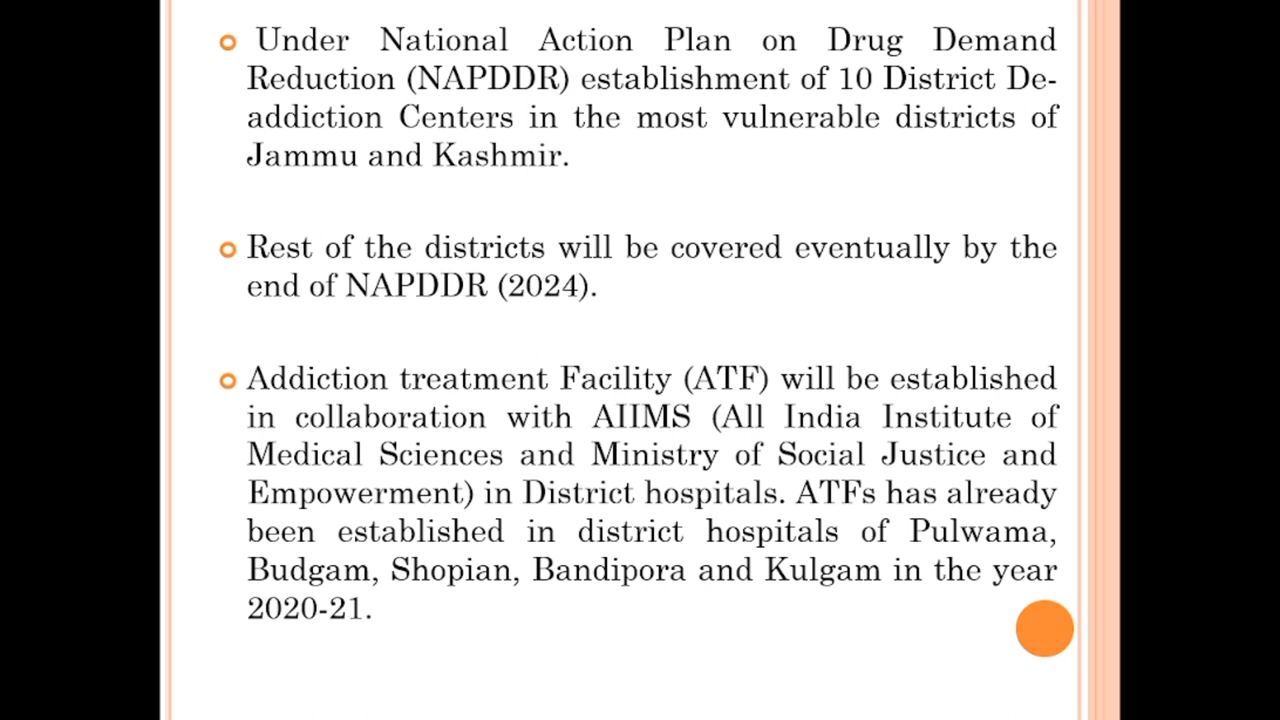 Under National Action Plan on Drug Demand
Reduction (NAPDDR) establishment of 10 District De-
addiction Centers in the most vulnerable districts of
Jammu and Kashmir.
Rest of the districts will be covered eventually by the
end of NAPDDR (2024).
Addiction treatment Facility (ATF) will be established
in collaboration with AIIMS (All India Institute of
Medical Sciences and Ministry of Social Justice and
Empowerment) in District hospitals. ATFs has already
been established in district hospitals of Pulwama,
Budgam, Shopian, Bandipora and Kulgam in the year
2020-21.